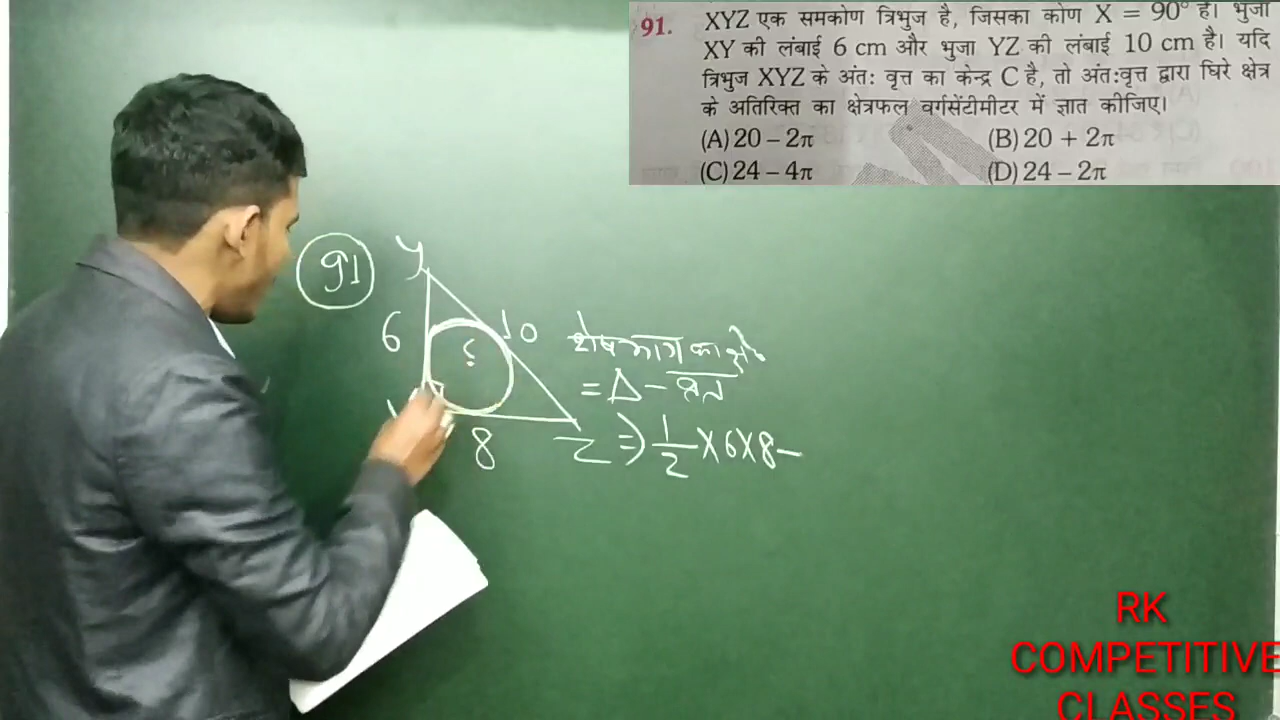 91. XYZ एक समकोण त्रिभुज है, जिसका कोण X = 90° है। भुजा
XY की लंबाई 6 cm और भुजा YZ की लंबाई 10 cm है। यदि
त्रिभुज XYZ के अंतः वृत्त का केन्द्र C है, तो अंतःवृत्त द्वारा घिरे क्षेत्र
के अतिरिक्त का क्षेत्रफल वर्गसेंटीमीटर में ज्ञात कीजिए।
(A) 20 – 2π (B) 20 + 2π
(C) 24 – 4π (D) 24 – 2π
91
Y
6
10
8
Z
शेष भाग का क्षे०
= Δ – वृत्त
⇒ 1/2 × 6 × 8 –
RK
COMPETITIVE
CLASSES